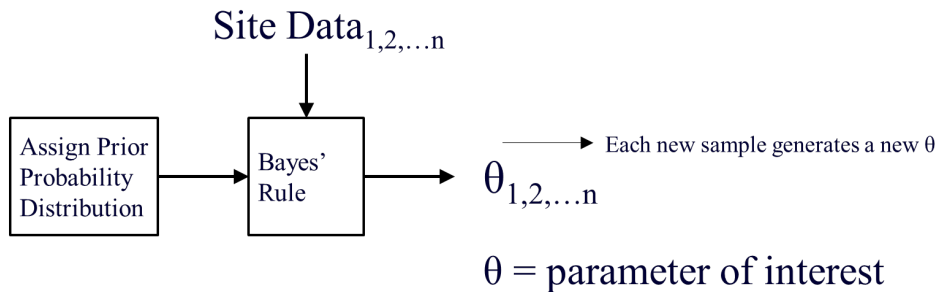 Site Data1,2,…n
Assign Prior
Probability
Distribution
Bayes’
Rule
Each new sample generates a new θ
θ1,2,…n
θ = parameter of interest